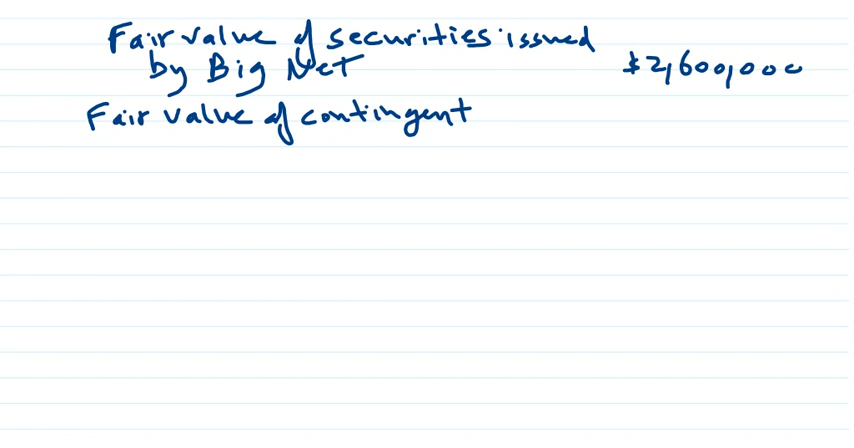 Fair value of securities issued
by Big Net $2,600,000
Fair value of contingent